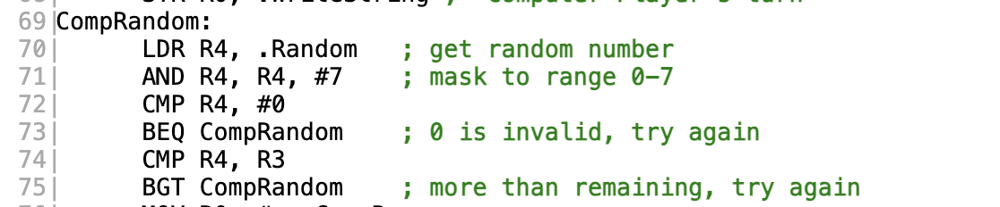 69|CompRandom:
70|      LDR R4, .Random   ; get random number
71|      AND R4, R4, #7    ; mask to range 0-7
72|      CMP R4, #0
73|      BEQ CompRandom    ; 0 is invalid, try again
74|      CMP R4, R3
75|      BGT CompRandom    ; more than remaining, try again